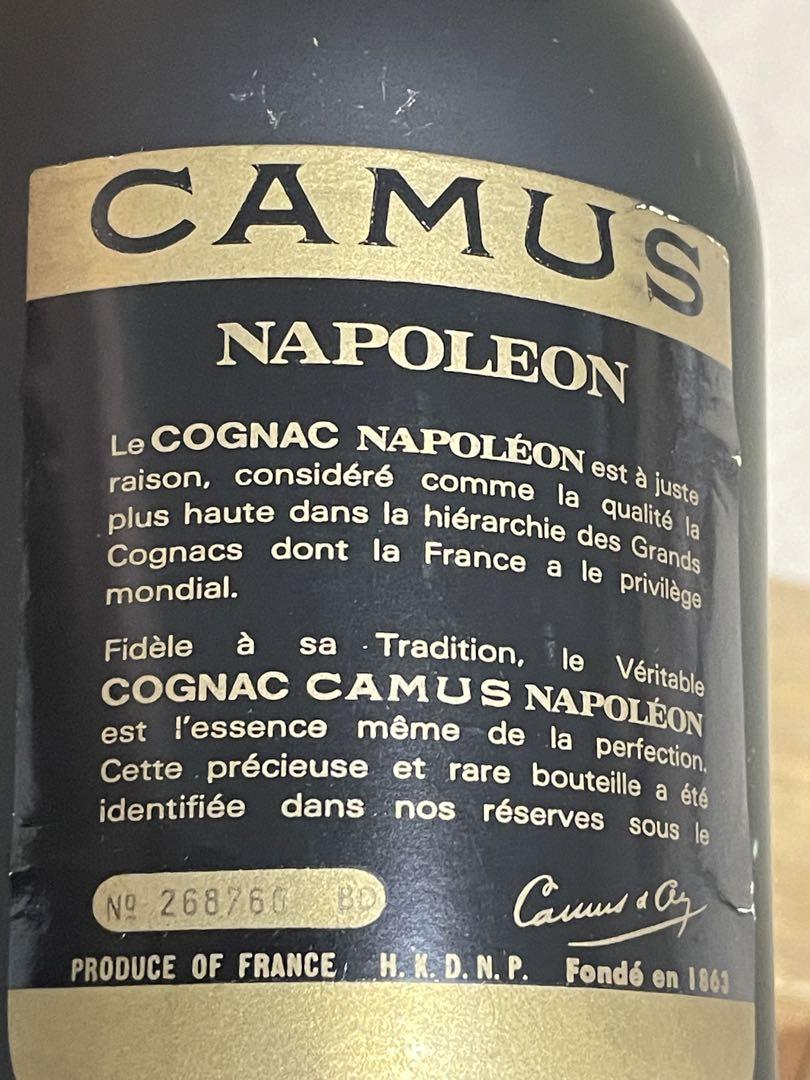 CAMUS
NAPOLEON
Le COGNAC NAPOLÉON est à juste
raison, considéré comme la qualité la
plus haute dans la hiérarchie des Grands
Cognacs dont la France a le privilège
mondial.
Fidèle à sa Tradition, le Véritable
COGNAC CAMUS NAPOLÉON
est l'essence même de la perfection.
Cette précieuse et rare bouteille a été
identifiée dans nos réserves sous le
Nº 268760 BD
Camus & Cie
PRODUCE OF FRANCE H.K.D.N.P. Fondé en 1863